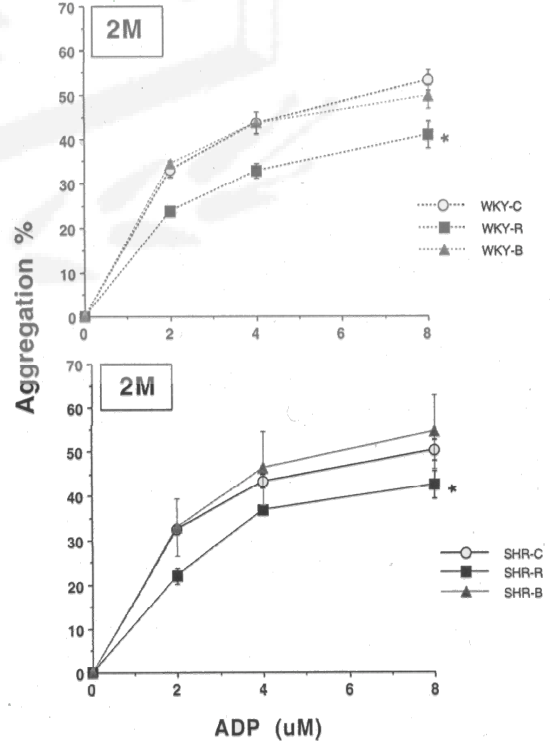 70
2M
60
50
40
*
30
WKY-C
WKY-R
20
WKY-B
10
0
0 2 4 6 8
Aggregation %
70
2M
60
50
*
40
30
SHR-C
SHR-R
20
SHR-B
10
0
0 2 4 6 8
ADP (uM)